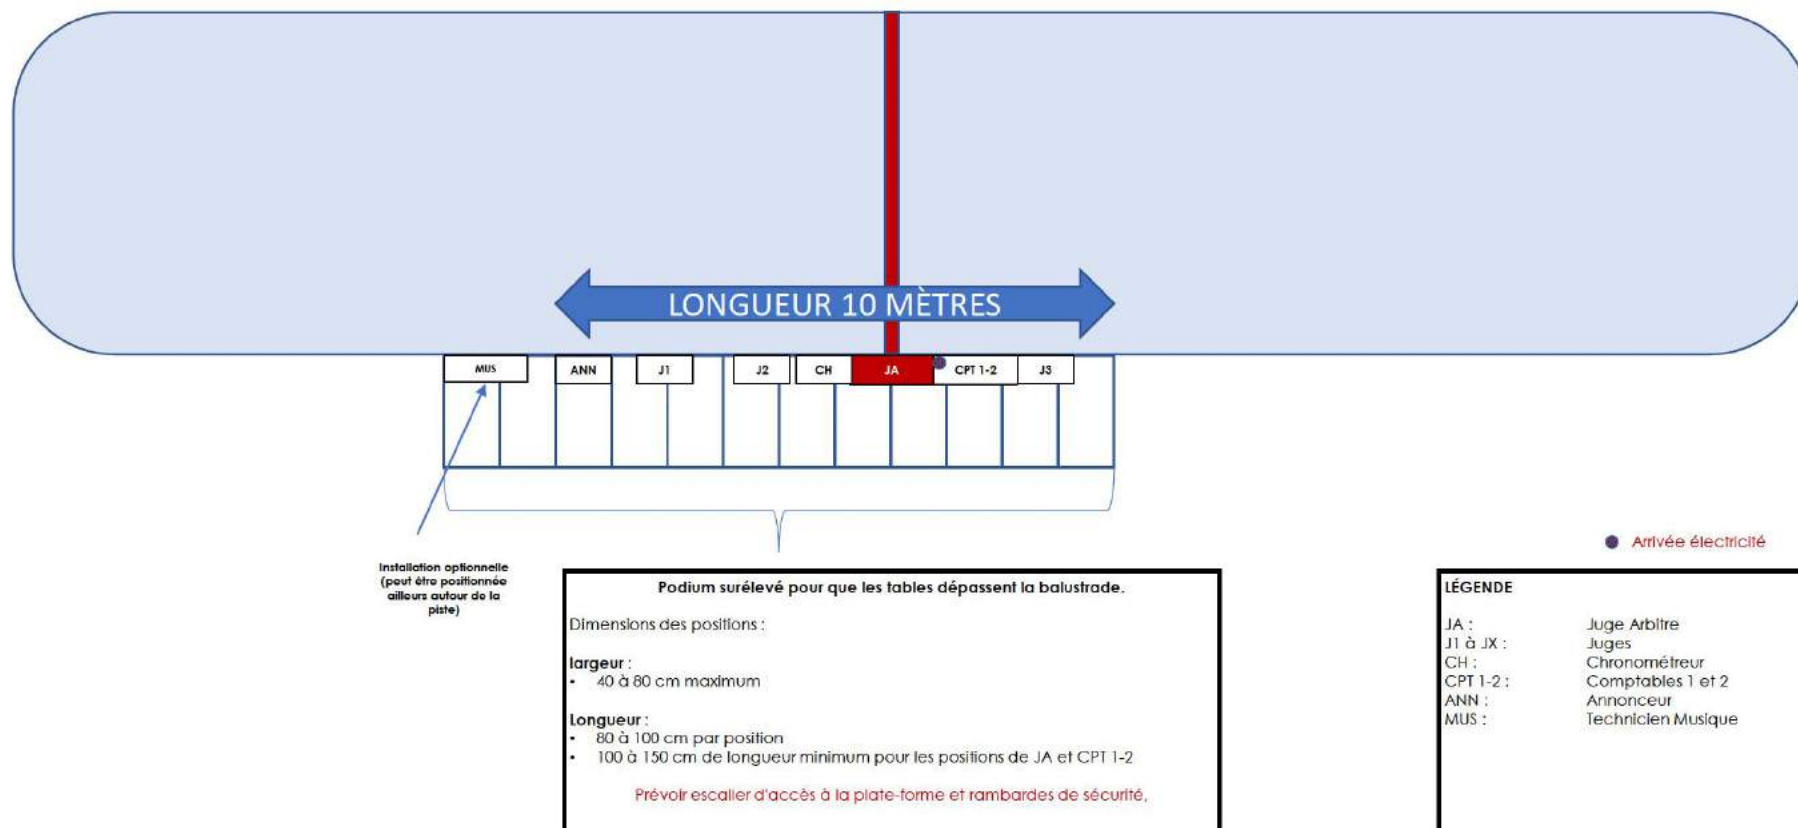 LONGUEUR 10 MÈTRES
MUS
ANN
J1
J2
CH
JA
CPT 1-2
J3
Installation optionnelle
(peut être positionnée
ailleurs autour de la
piste)
Podium surélevé pour que les tables dépassent la balustrade.
Dimensions des positions :
largeur :
• 40 à 80 cm maximum
Longueur :
• 80 à 100 cm par position
• 100 à 150 cm de longueur minimum pour les positions de JA et CPT 1-2
Prévoir escalier d'accès à la plate-forme et rambardes de sécurité,
Arrivée électricité
LÉGENDE
JA : Juge Arbitre
J1 à JX : Juges
CH : Chronométreur
CPT 1-2 : Comptables 1 et 2
ANN : Annonceur
MUS : Technicien Musique